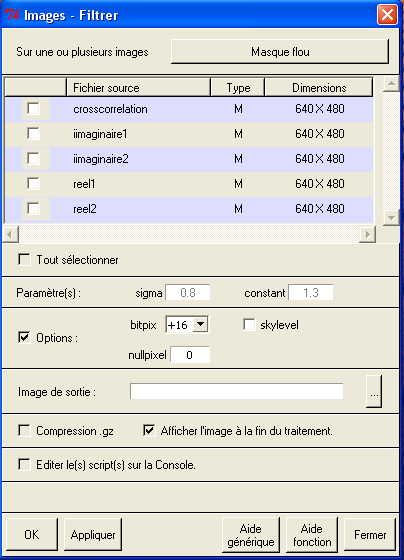 Images - Filtrer
Sur une ou plusieurs images Masque flou
Fichier source Type Dimensions
crosscorrelation M 640 X 480
iimaginaire1 M 640 X 480
iimaginaire2 M 640 X 480
reel1 M 640 X 480
reel2 M 640 X 480
Tout sélectionner
Paramètre(s) : sigma 0.8 constant 1.3
bitpix +16 skylevel
Options :
nullpixel 0
Image de sortie : ...
Compression .gz Afficher l'image à la fin du traitement.
Editer le(s) script(s) sur la Console.
OK Appliquer Aide générique Aide fonction Fermer